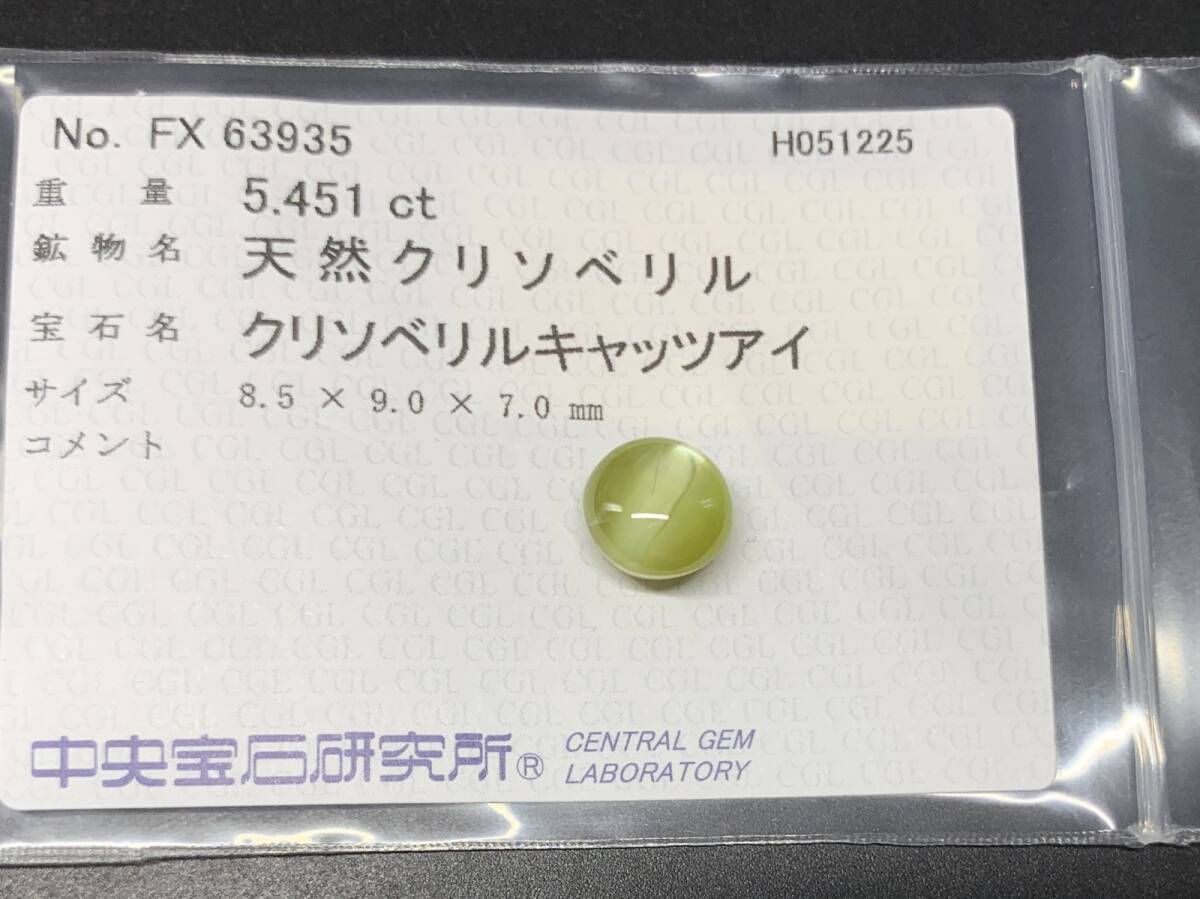 No. FX 63935 H051225
重量 5.451 ct
鉱物名 天然クリソベリル
宝石名 クリソベリルキャッツアイ
サイズ 8.5 × 9.0 × 7.0 mm
コメント
中央宝石研究所® CENTRAL GEM
LABORATORY